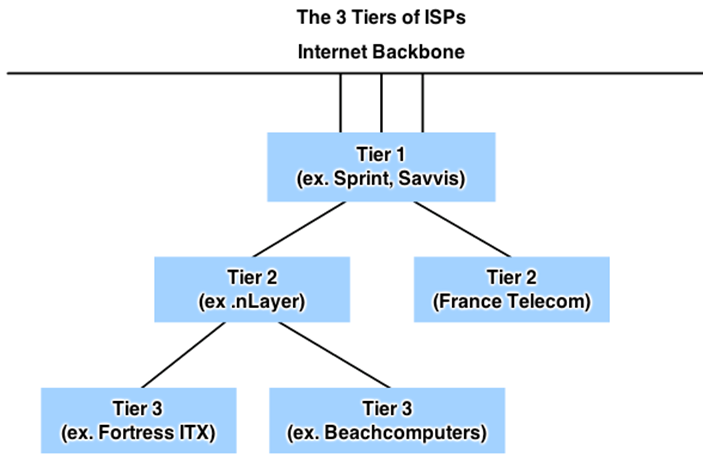 The 3 Tiers of ISPs
Internet Backbone
Tier 1
(ex. Sprint, Savvis)
Tier 2
(ex .nLayer)
Tier 2
(France Telecom)
Tier 3
(ex. Fortress ITX)
Tier 3
(ex. Beachcomputers)